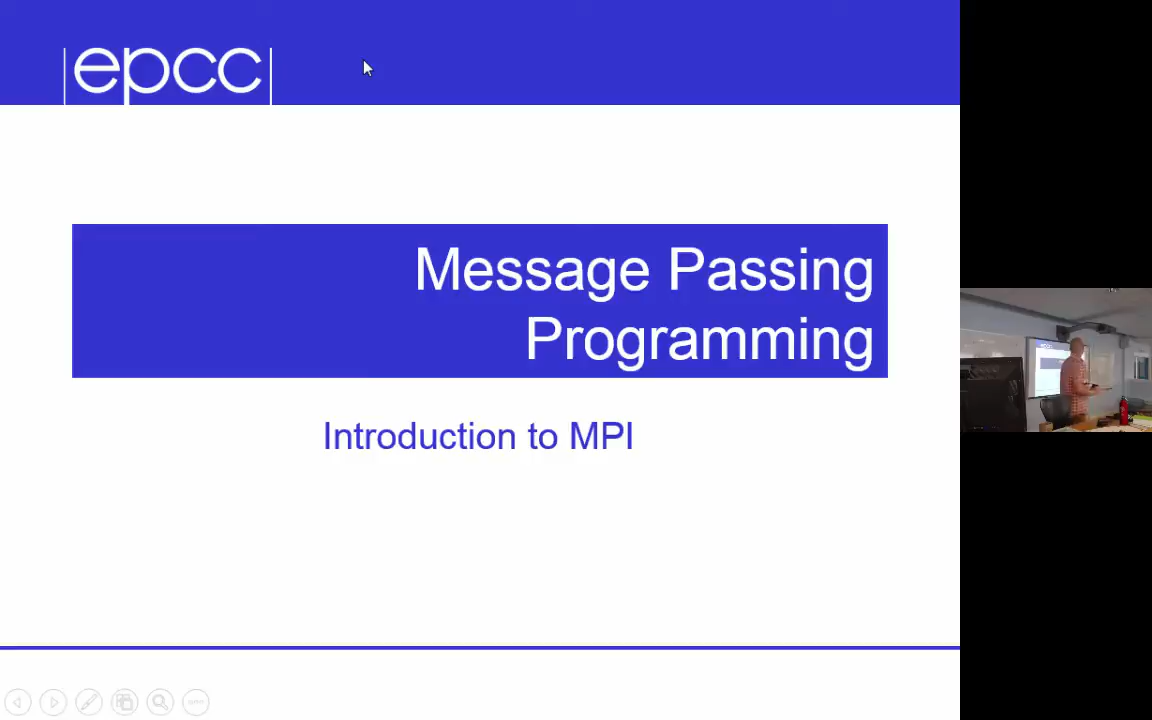 epcc
Message Passing
Programming
Introduction to MPI